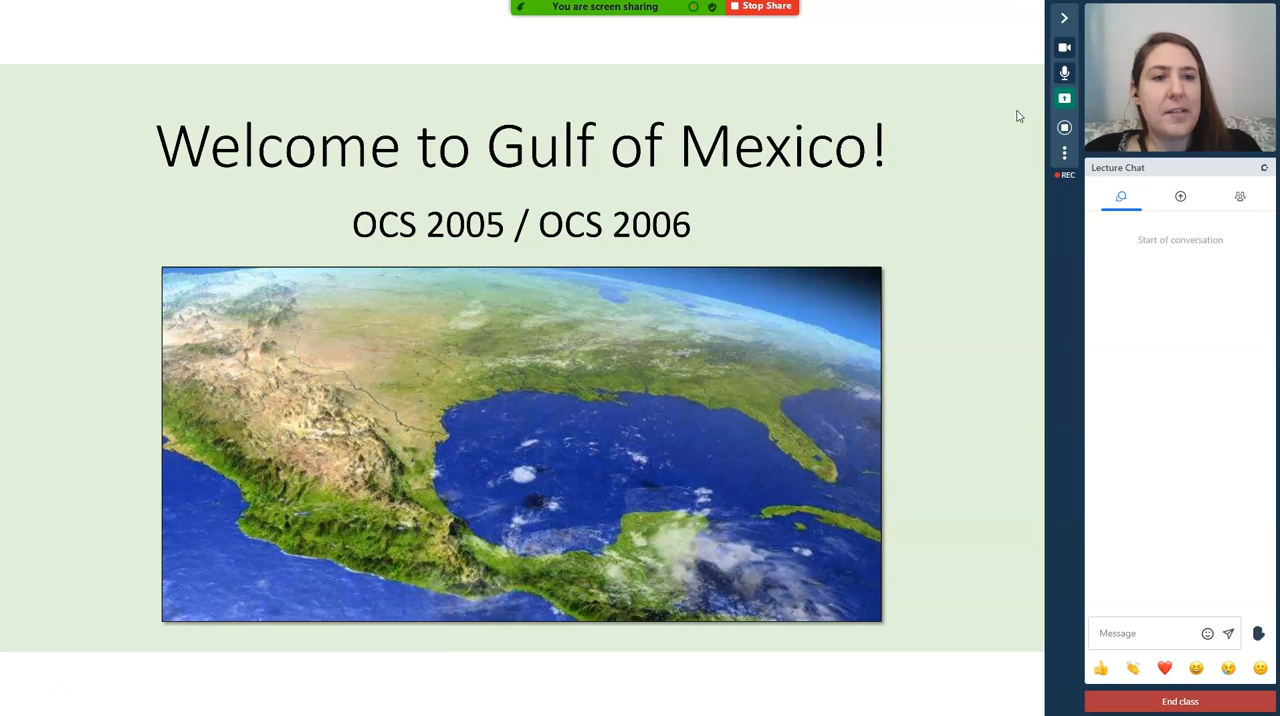 You are screen sharing
Stop Share
Welcome to Gulf of Mexico!
OCS 2005 / OCS 2006
REC
Lecture Chat
Start of conversation
Message
End class